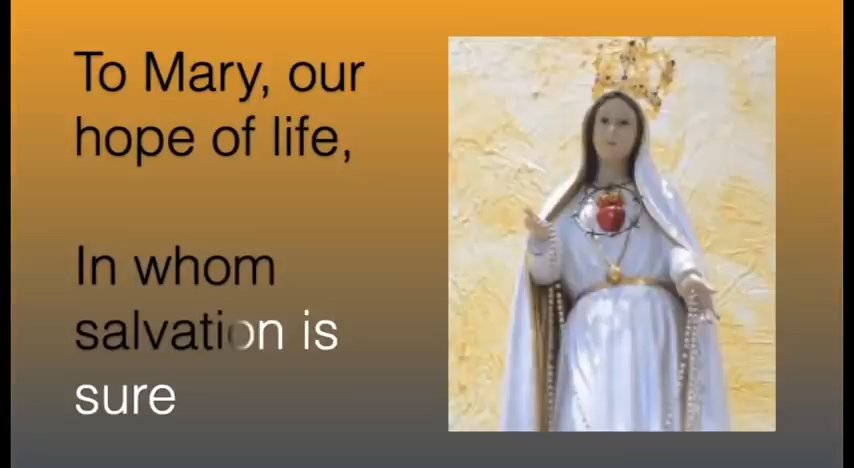 To Mary, our
hope of life,
In whom
salvation is
sure